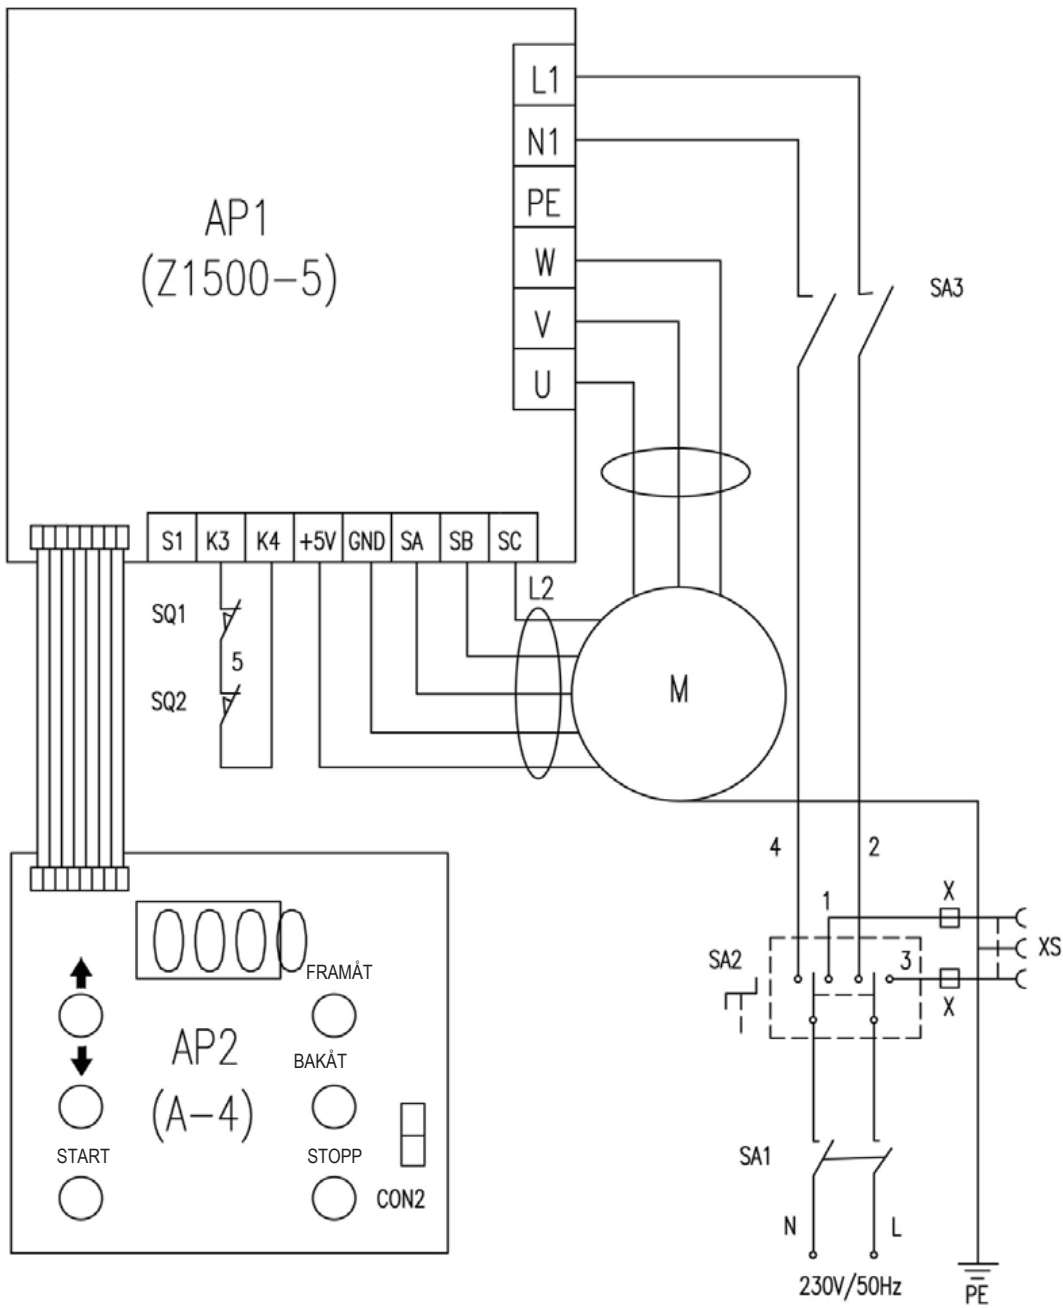 L1
N1
PE
W
V
U
AP1
(Z1500-5)
SA3
S1 K3 K4 +5V GND SA SB SC
L2
SQ1
5
SQ2
M
4 2
1 X
SA2 3 XS
X
FRAMÅT
AP2
BAKÅT
(A-4)
START STOPP
CON2
SA1
N L
230V/50Hz
PE